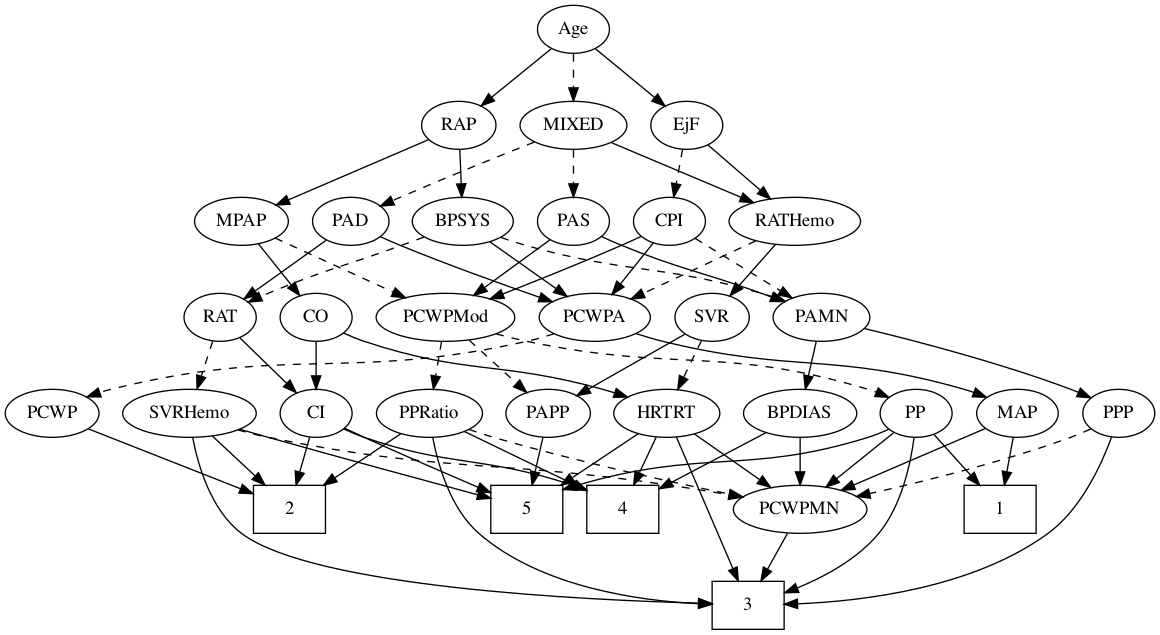 Age
RAP
MIXED
EjF
MPAP
PAD
BPSYS
PAS
CPI
RATHemo
RAT
CO
PCWPMod
PCWPA
SVR
PAMN
PCWP
SVRHemo
CI
PPRatio
PAPP
HRTRT
BPDIAS
PP
MAP
PPP
2
5
4
PCWPMN
1
3